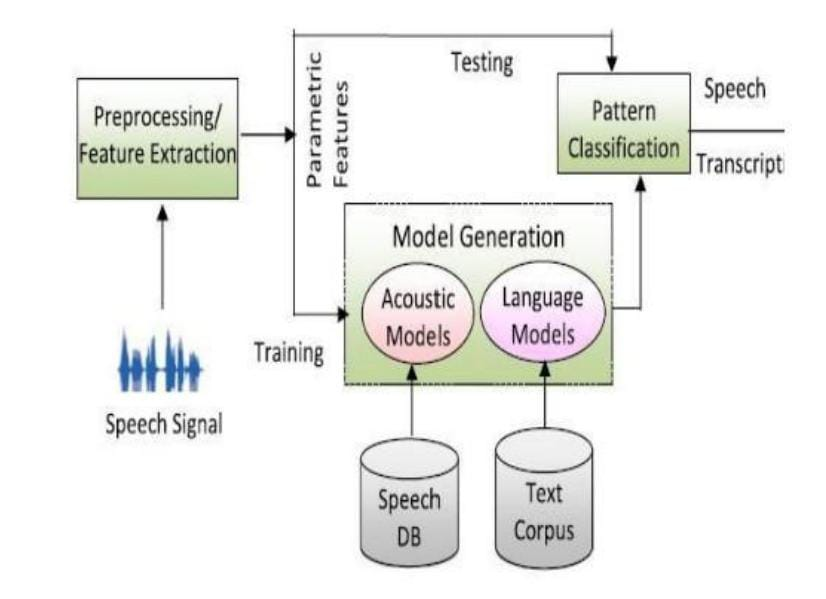 Testing
Parametric
Features
Preprocessing/
Feature Extraction
Pattern
Classification
Speech
Transcripti
Model Generation
Acoustic
Models
Language
Models
Training
Speech Signal
Speech
DB
Text
Corpus